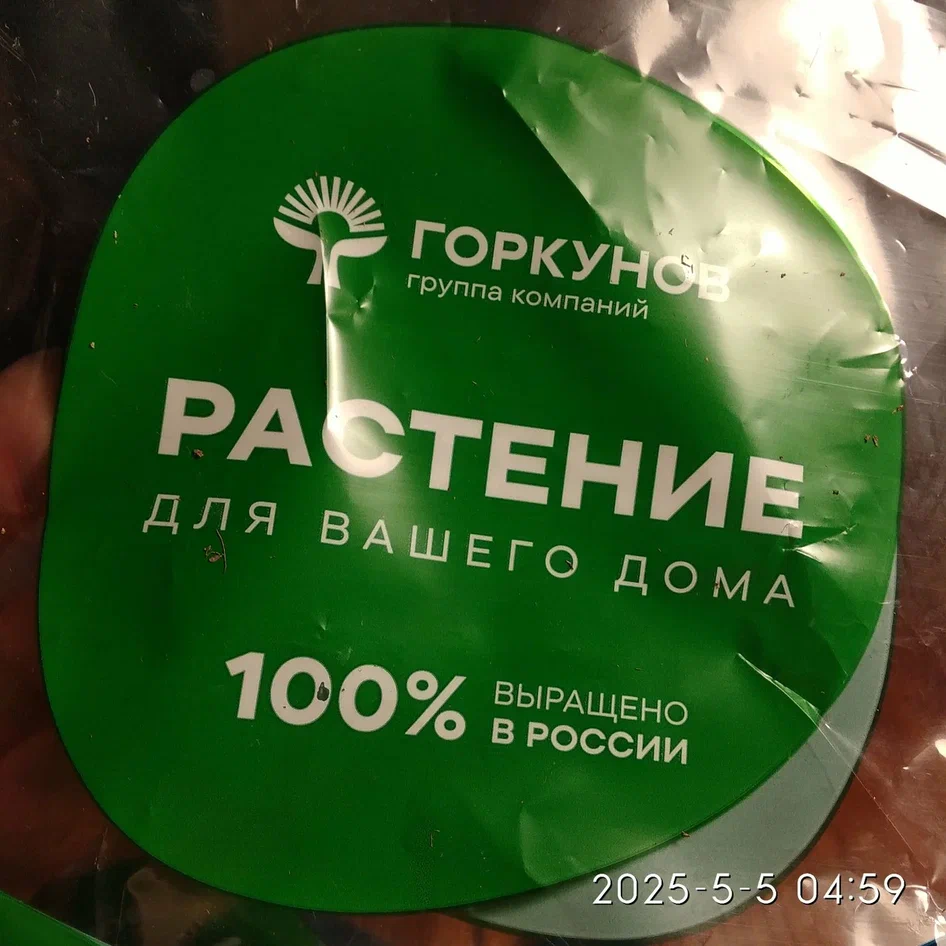 ГОРКУНОВ
группа компаний
РАСТЕНИЕ
ДЛЯ ВАШЕГО ДОМА
100% ВЫРАЩЕНО
В РОССИИ
2025-5-5 04:59